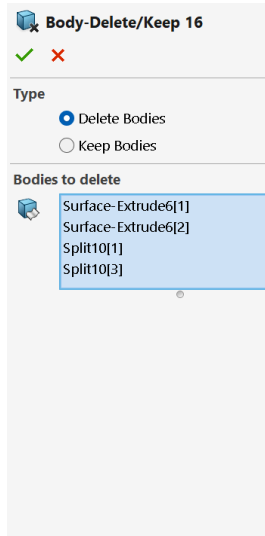 Body-Delete/Keep 16
Type
Delete Bodies
Keep Bodies
Bodies to delete
Surface-Extrude6[1]
Surface-Extrude6[2]
Split10[1]
Split10[3]